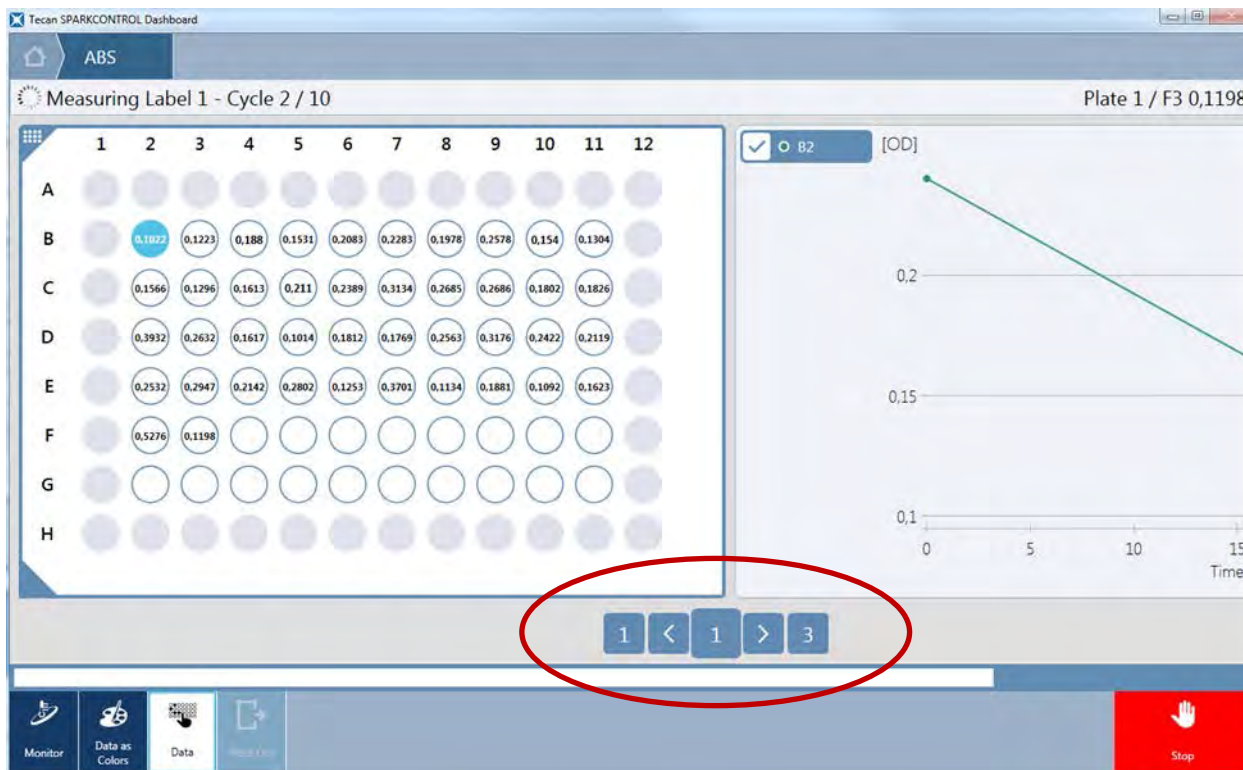 Tecan SPARKCONTROL Dashboard
ABS
Measuring Label 1 - Cycle 2 / 10
Plate 1 / F3 0,1198
1 2 3 4 5 6 7 8 9 10 11 12
A
B 0,1022 0,1223 0,188 0,1531 0,2083 0,2283 0,1978 0,2578 0,154 0,1304
C 0,1566 0,1296 0,1613 0,211 0,2389 0,3134 0,2685 0,2686 0,1802 0,1826
D 0,3932 0,2632 0,1617 0,1014 0,1812 0,1769 0,2563 0,3176 0,2422 0,2119
E 0,2532 0,2947 0,2142 0,2802 0,1253 0,3701 0,1134 0,1881 0,1092 0,1623
F 0,5276 0,1198
G
H
B2
[OD]
0,2
0,15
0,1
0 5 10 15
Time
1 < 1 > 3
Monitor
Data as
Colors
Data
Stop